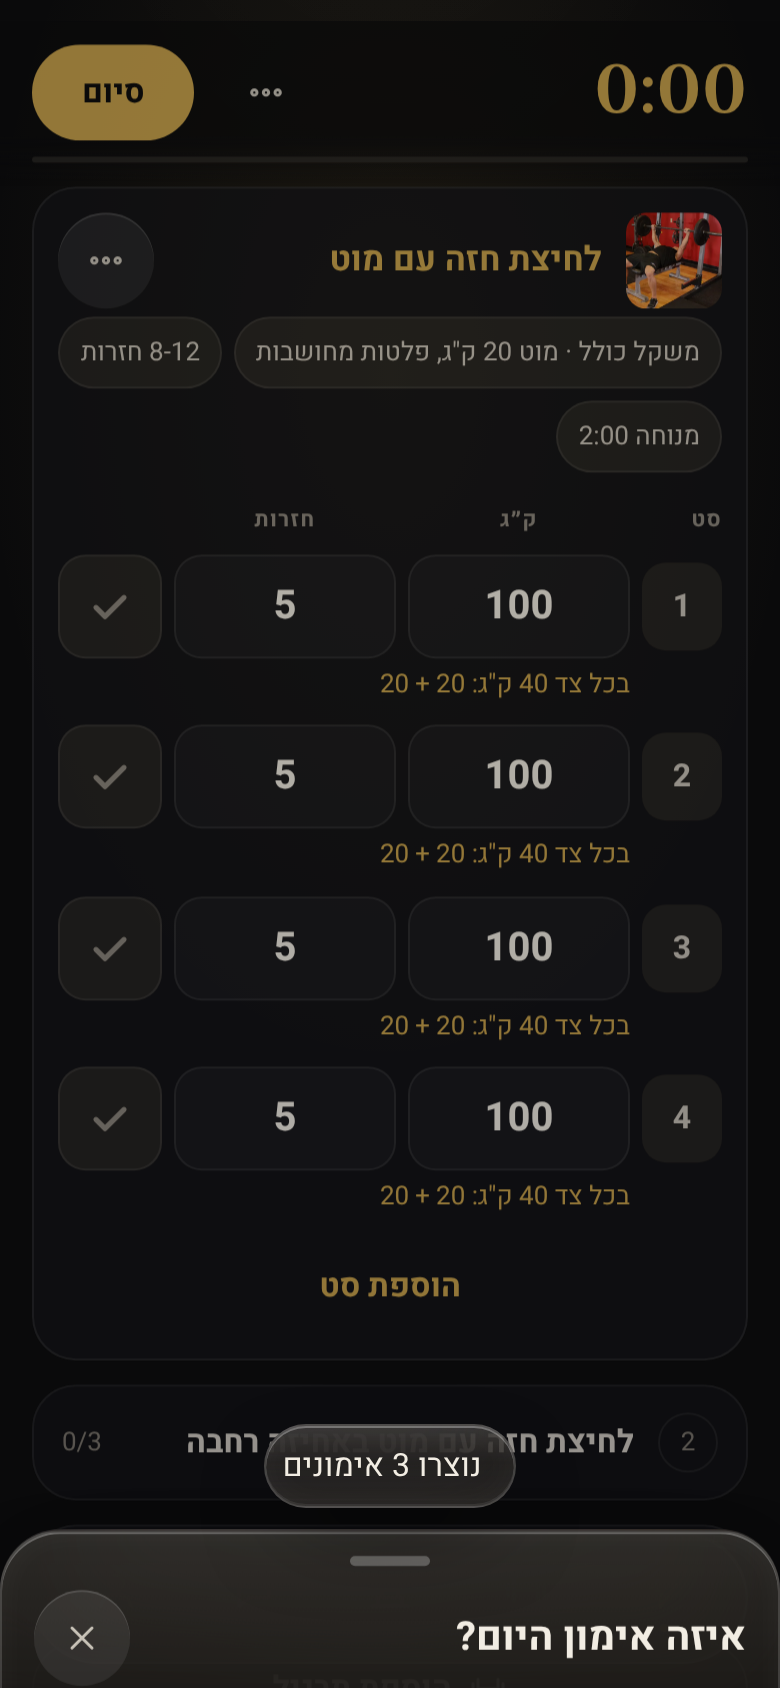 0:00
סיום
לחיצת חזה עם מוט
משקל כולל · מוט 20 ק"ג, פלטות מחושבות
8-12 חזרות
מנוחה 2:00
סט ק״ג חזרות
1 100 5
בכל צד 40 ק"ג: 20 + 20
2 100 5
בכל צד 40 ק"ג: 20 + 20
3 100 5
בכל צד 40 ק"ג: 20 + 20
4 100 5
בכל צד 40 ק"ג: 20 + 20
הוספת סט
2 לחיצת חזה עם מוט באחיזה רחבה 0/3
נוצרו 3 אימונים
איזה אימון היום?